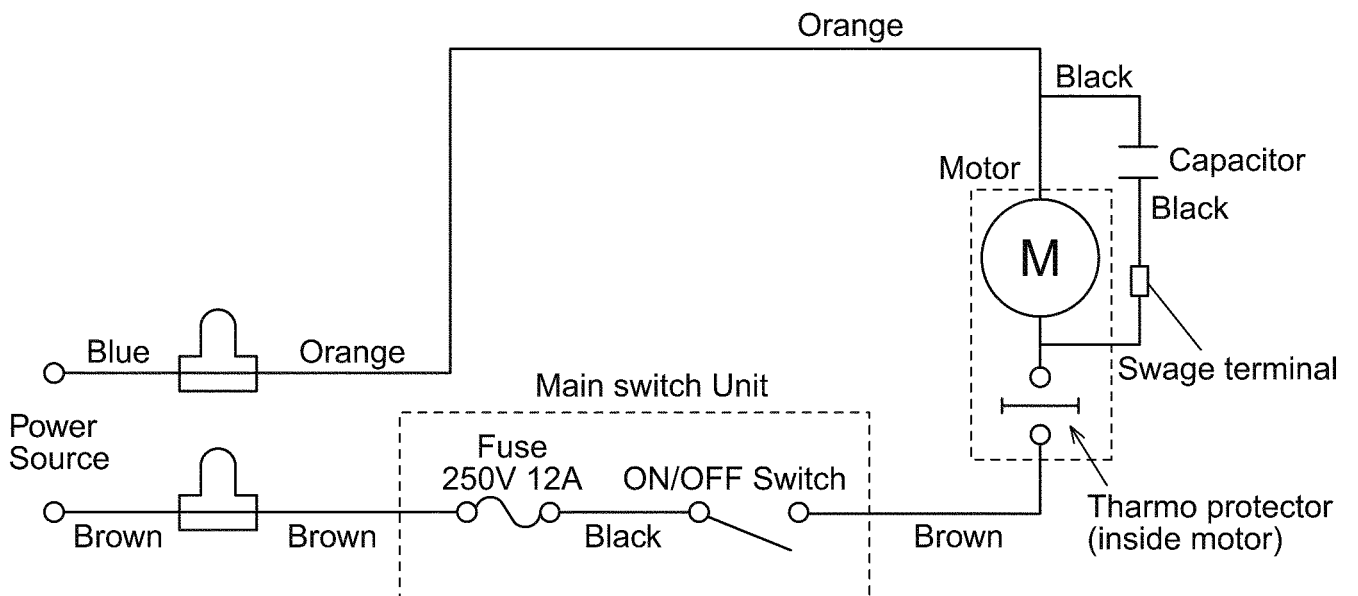 Orange
Black
Motor
Capacitor
Black
M
Blue
Orange
Swage terminal
Main switch Unit
Power
Source
Fuse
250V 12A
ON/OFF Switch
Brown
Brown
Black
Brown
Tharmo protector
(inside motor)